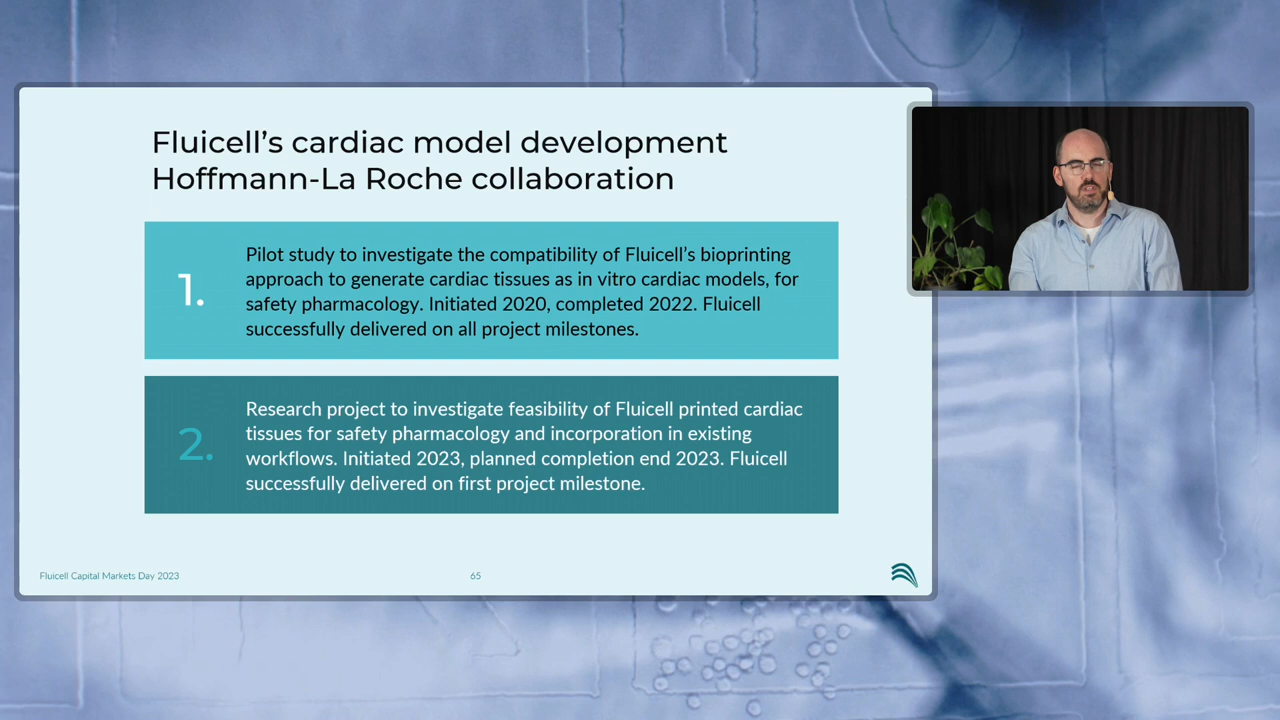 Fluicell's cardiac model development
Hoffmann-La Roche collaboration
1.
Pilot study to investigate the compatibility of Fluicell's bioprinting
approach to generate cardiac tissues as in vitro cardiac models, for
safety pharmacology. Initiated 2020, completed 2022. Fluicell
successfully delivered on all project milestones.
2.
Research project to investigate feasibility of Fluicell printed cardiac
tissues for safety pharmacology and incorporation in existing
workflows. Initiated 2023, planned completion end 2023. Fluicell
successfully delivered on first project milestone.
Fluicell Capital Markets Day 2023
65